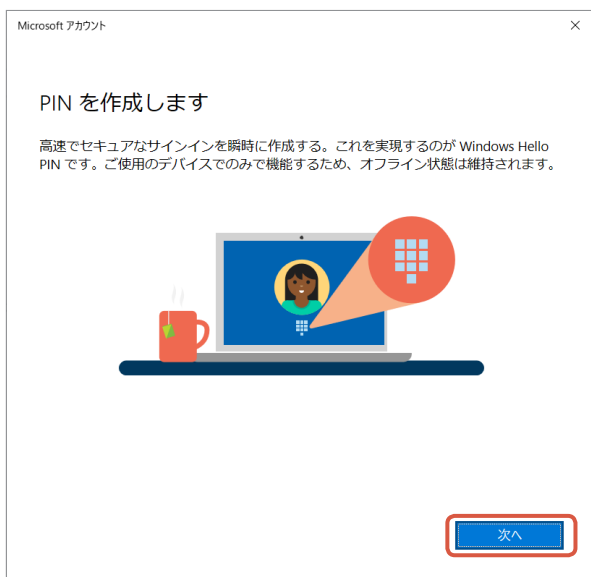 Microsoft アカウント
PIN を作成します
高速でセキュアなサインインを瞬時に作成する。これを実現するのが Windows Hello
PIN です。ご使用のデバイスでのみで機能するため、オフライン状態は維持されます。
次へ